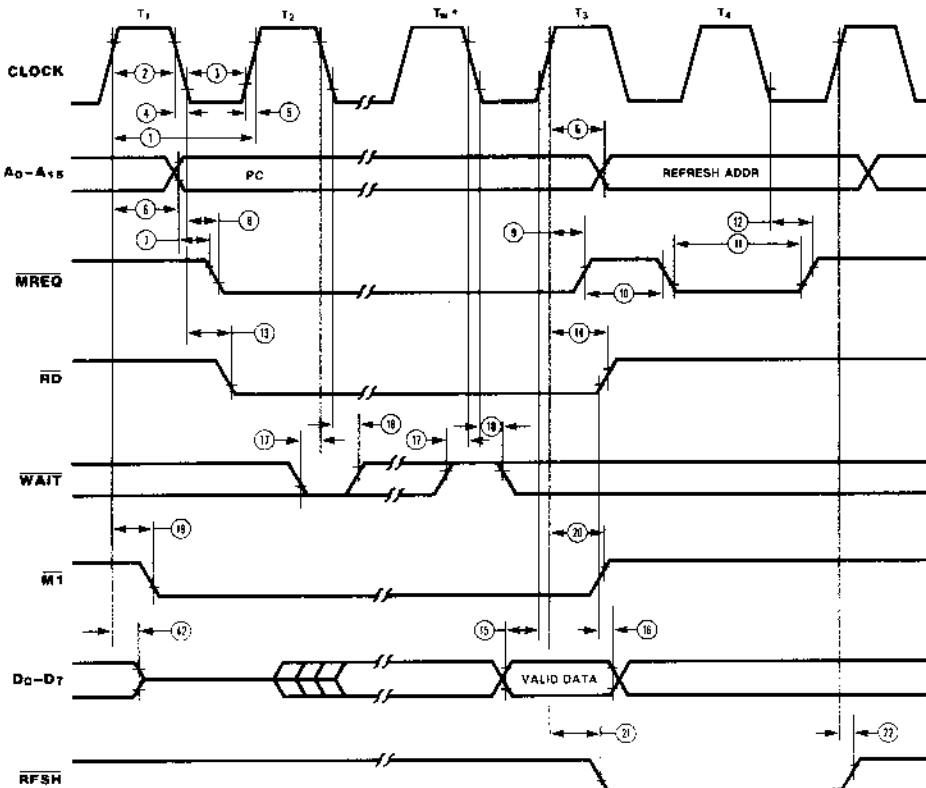 T1 T2 TW* T3 T4
CLOCK
2 3
4 5
1 6
A0–A15 PC REFRESH ADDR
6 8 12
7 9 11
MREQ
10
13 14
RD
18
17 17 18
WAIT
19 20
M1
42 15 16
D0–D7 VALID DATA
21 22
RFSH